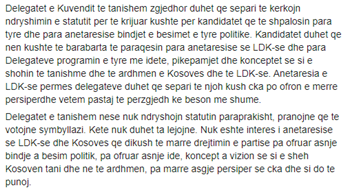 Delegatet e Kuvendit te tanishem zgjedhor duhet qe separi te kerkojn
ndryshimin e statutit per te krijuar kushte per kandidatet qe te shpalosin para
tyre dhe para anetaresise bindjet e besimet e tyre politike. Kandidatet duhet qe
nen kushte te barabarta te paraqesin para anetaresise se LDK-se dhe para
Delegateve programin e tyre me idete, pikepamjet dhe konceptet se si e
shohin te tanishme dhe te ardhmen e Kosoves dhe te LDK-se. Anetaresia e
LDK-se permes delegateve duhet qe separi te njoh kush cka po ofron e merre
persiperdhe vetem pastaj te perzgjedh ke beson me shume.
Delegatet e tanishem nese nuk ndryshojn statutin paraprakisht, pranojne qe te
votojne symbyllazi. Kete nuk duhet ta lejojne. Nuk eshte interes i anetaresise
se LDK-se dhe Kosoves qe dikush te marre drejtimin e partise pa ofruar asnje
bindje a besim politik, pa ofruar asnje ide, koncept a vizion se si e sheh
Kosoven tani dhe ne te ardhmen, pa marre asgje persiper se cka dhe si do te
punoj.